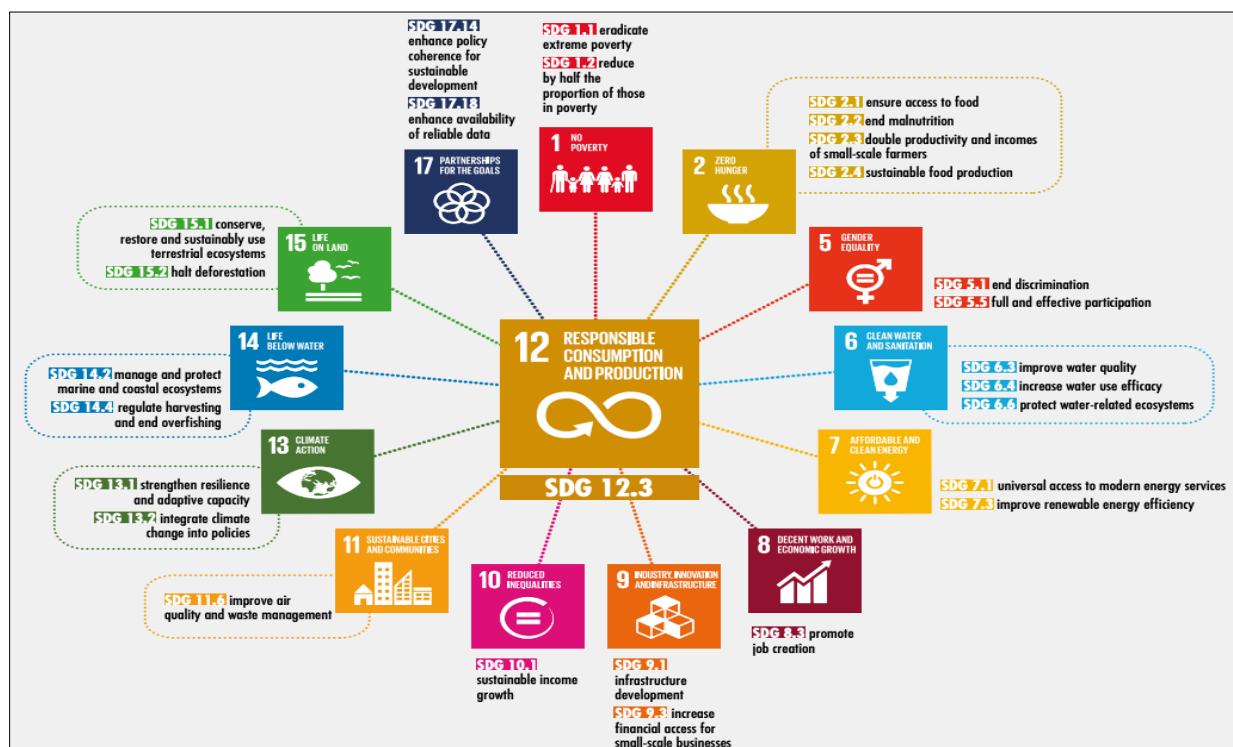 SDG 17.14
enhance policy
coherence for
sustainable
development
SDG 17.18
enhance availability
of reliable data
17 PARTNERSHIPS
FOR THE GOALS
SDG 1.1 eradicate
extreme poverty
SDG 1.2 reduce
by half the
proportion of those
in poverty
1 NO
POVERTY
SDG 2.1 ensure access to food
SDG 2.2 end malnutrition
SDG 2.3 double productivity and incomes
of small-scale farmers
SDG 2.4 sustainable food production
2 ZERO
HUNGER
5 GENDER
EQUALITY
SDG 5.1 end discrimination
SDG 5.5 full and effective participation
6 CLEAN WATER
AND SANITATION
SDG 6.3 improve water quality
SDG 6.4 increase water use efficacy
SDG 6.6 protect water-related ecosystems
7 AFFORDABLE AND
CLEAN ENERGY
SDG 7.1 universal access to modern energy services
SDG 7.3 improve renewable energy efficiency
8 DECENT WORK AND
ECONOMIC GROWTH
SDG 8.3 promote
job creation
9 INDUSTRY, INNOVATION
AND INFRASTRUCTURE
SDG 9.1
infrastructure
development
SDG 9.3 increase
financial access for
small-scale businesses
10 REDUCED
INEQUALITIES
SDG 10.1
sustainable income
growth
11 SUSTAINABLE CITIES
AND COMMUNITIES
SDG 11.6 improve air
quality and waste management
13 CLIMATE
ACTION
SDG 13.1 strengthen resilience
and adaptive capacity
SDG 13.2 integrate climate
change into policies
14 LIFE
BELOW WATER
SDG 14.2 manage and protect
marine and coastal ecosystems
SDG 14.4 regulate harvesting
and end overfishing
15 LIFE
ON LAND
SDG 15.1 conserve,
restore and sustainably use
terrestrial ecosystems
SDG 15.2 halt deforestation
12 RESPONSIBLE
CONSUMPTION
AND PRODUCTION
SDG 12.3